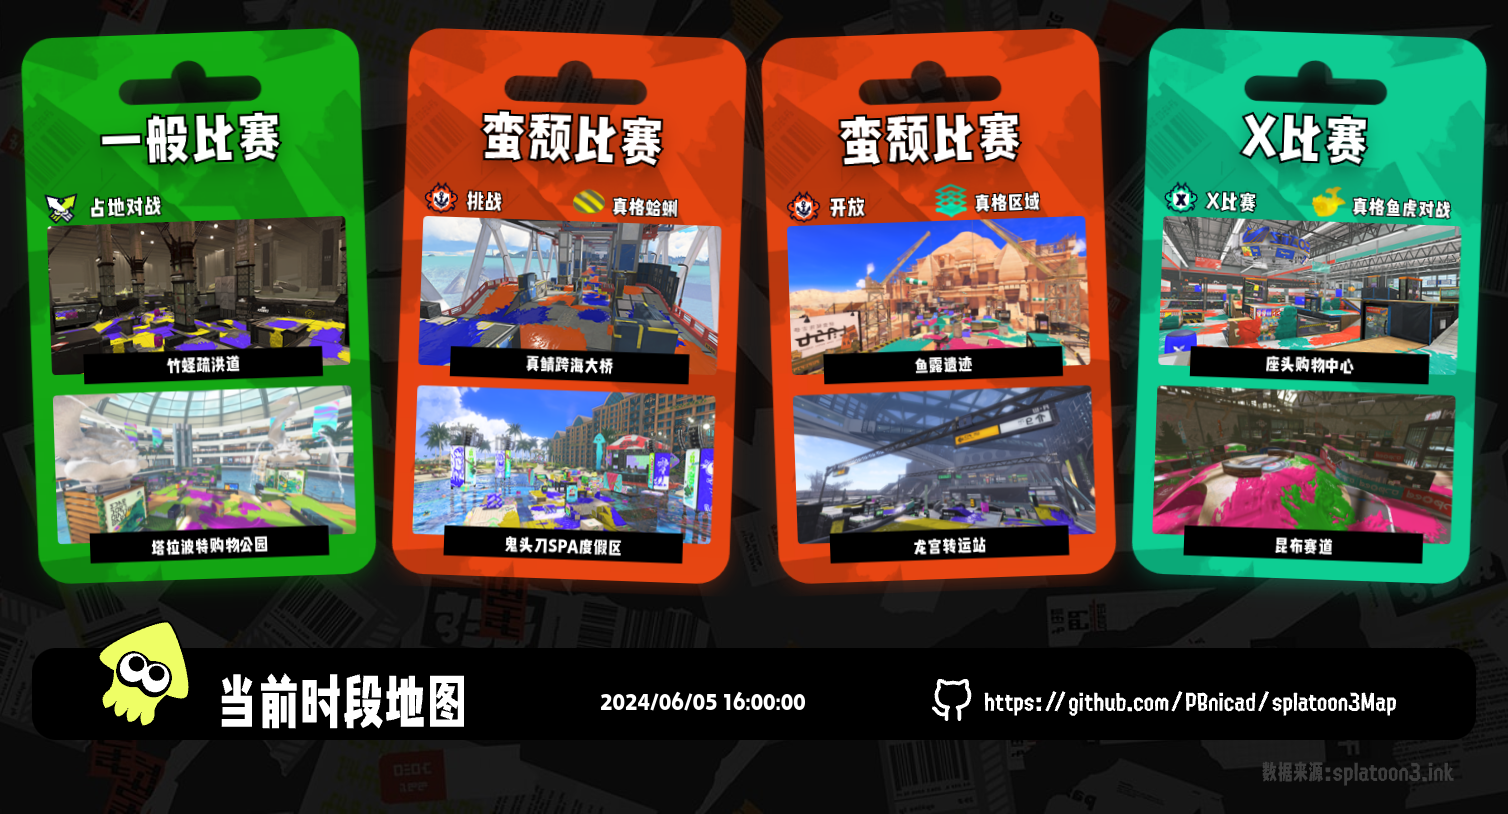 一般比赛
占地对战
竹蛏疏洪道
塔拉波特购物公园
蛮颓比赛
挑战
真格蛤蜊
真鲭跨海大桥
鬼头刀SPA度假区
蛮颓比赛
开放
真格区域
鱼露遗迹
龙宫转运站
X比赛
X比赛
真格鱼虎对战
座头购物中心
昆布赛道
当前时段地图
2024/06/05 16:00:00
https://github.com/PBnicad/splatoon3Map
数据来源:splatoon3.ink